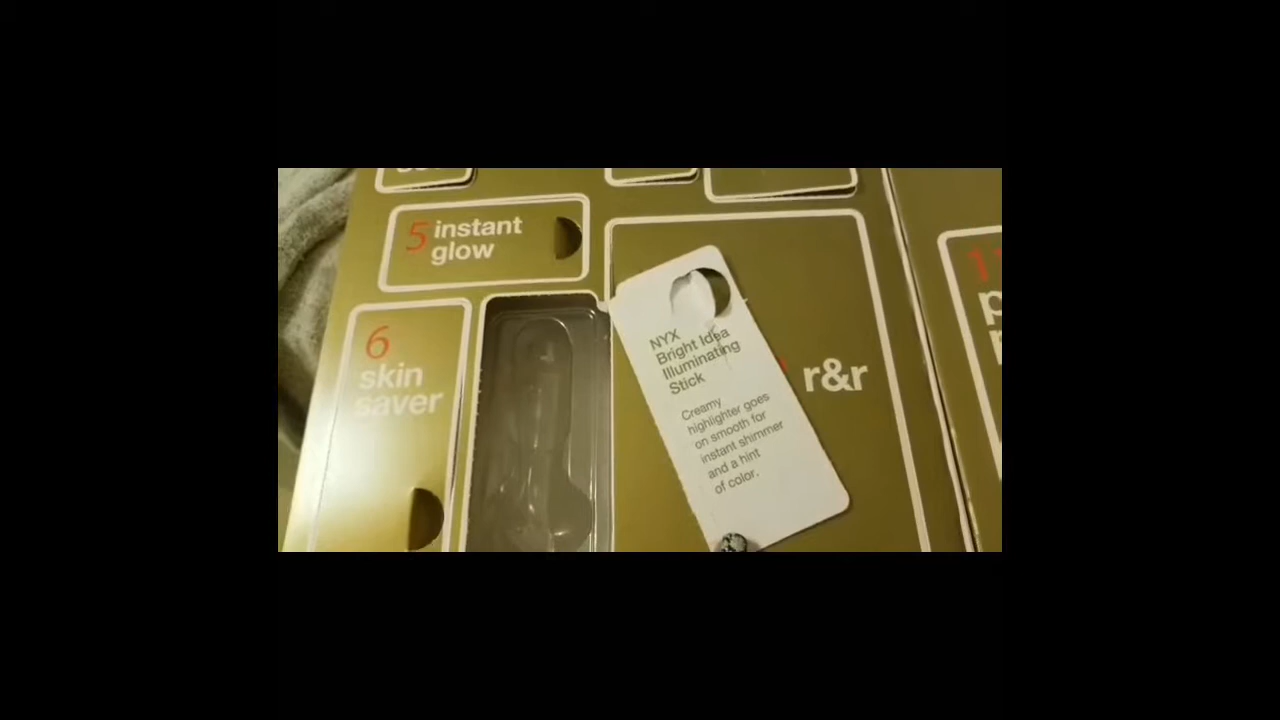 5 instant
glow
6
skin
saver
NYX
Bright Idea
Illuminating
Stick
Creamy
highlighter goes
on smooth for
instant shimmer
and a hint
of color.
r&r